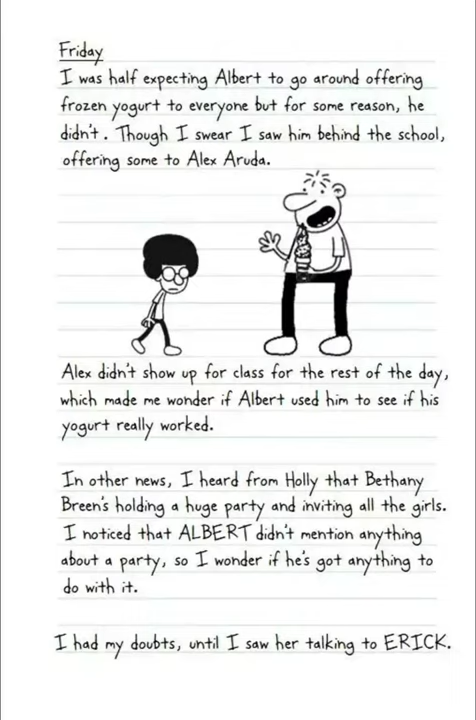 Friday
I was half expecting Albert to go around offering
frozen yogurt to everyone but for some reason, he
didn't. Though I swear I saw him behind the school,
offering some to Alex Aruda.
Alex didn't show up for class for the rest of the day,
which made me wonder if Albert used him to see if his
yogurt really worked.
In other news, I heard from Holly that Bethany
Breen's holding a huge party and inviting all the girls.
I noticed that ALBERT didn't mention anything
about a party, so I wonder if he's got anything to
do with it.
I had my doubts, until I saw her talking to ERICK.